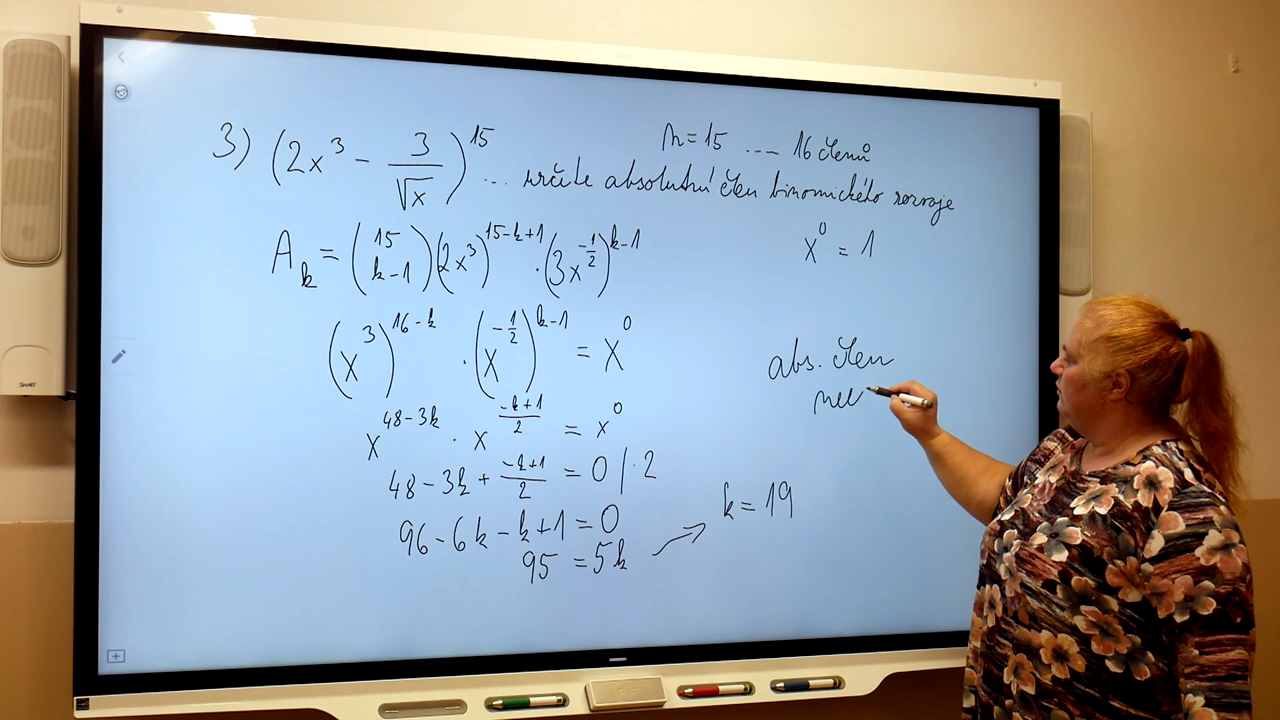 3) (2x³ - 3/√x)¹⁵ ... určete absolutní člen binomického rozvoje
n = 15 .... 16 členů
x⁰ = 1
A_k = (15 nad k-1) (2x³)^(15-k+1) · (3x^(-1/2))^(k-1)
(x³)^(16-k) · (x^(-1/2))^(k-1) = x⁰
x^(48-3k) · x^((-k+1)/2) = x⁰
48 - 3k + (-k+1)/2 = 0 / · 2
96 - 6k - k + 1 = 0
95 = 5k
k = 19
abs. člen
SMART